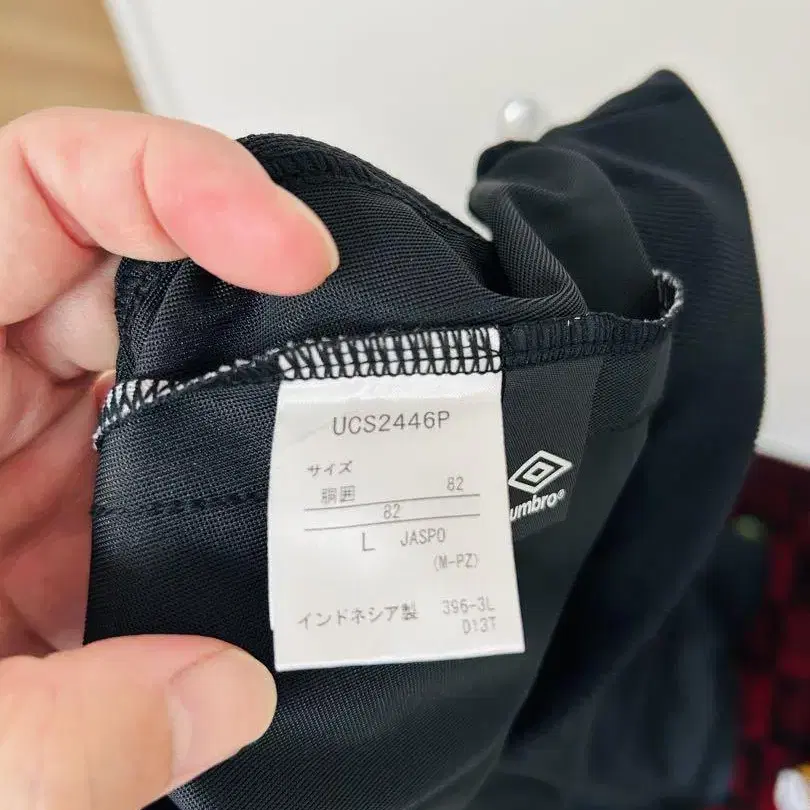 UCS2446P
サイズ
胴囲 82
82
L JASPO
(M-PZ)
インドネシア製 396-3L
D13T
umbro®